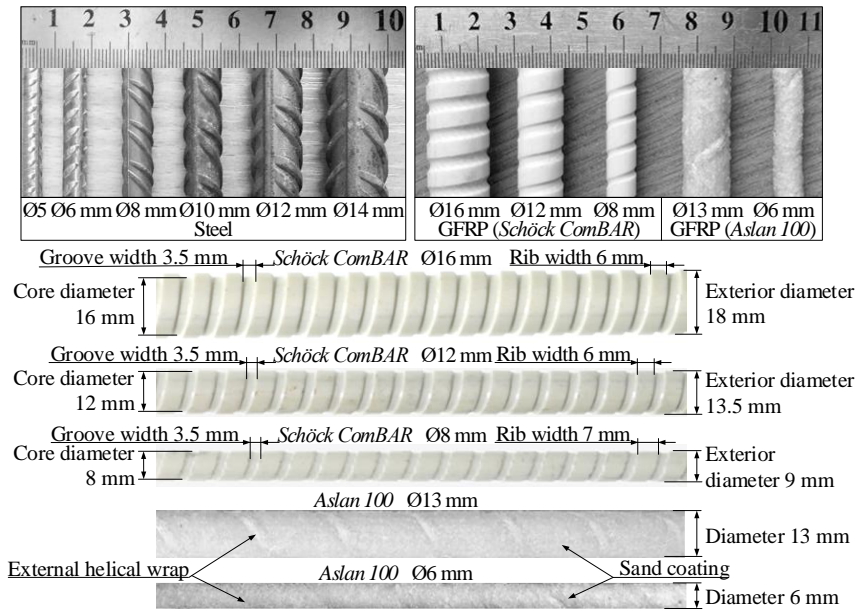 1 2 3 4 5 6 7 8 9 10
1 2 3 4 5 6 7 8 9 10 11
Ø5 Ø6 mm Ø8 mm Ø10 mm Ø12 mm Ø14 mm
Steel
Ø16 mm Ø12 mm Ø8 mm
GFRP (Schöck ComBAR)
Ø13 mm Ø6 mm
GFRP (Aslan 100)
Groove width 3.5 mm Schöck ComBAR Ø16 mm Rib width 6 mm
Core diameter
16 mm
Exterior diameter
18 mm
Groove width 3.5 mm Schöck ComBAR Ø12 mm Rib width 6 mm
Core diameter
12 mm
Exterior diameter
13.5 mm
Groove width 3.5 mm Schöck ComBAR Ø8 mm Rib width 7 mm
Core diameter
8 mm
Exterior
diameter 9 mm
Aslan 100 Ø13 mm
Diameter 13 mm
External helical wrap Aslan 100 Ø6 mm Sand coating
Diameter 6 mm